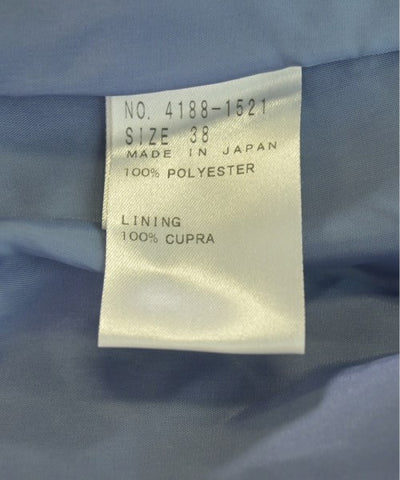 NO. 4188-1521
SIZE 38
MADE IN JAPAN
100% POLYESTER
LINING
100% CUPRA